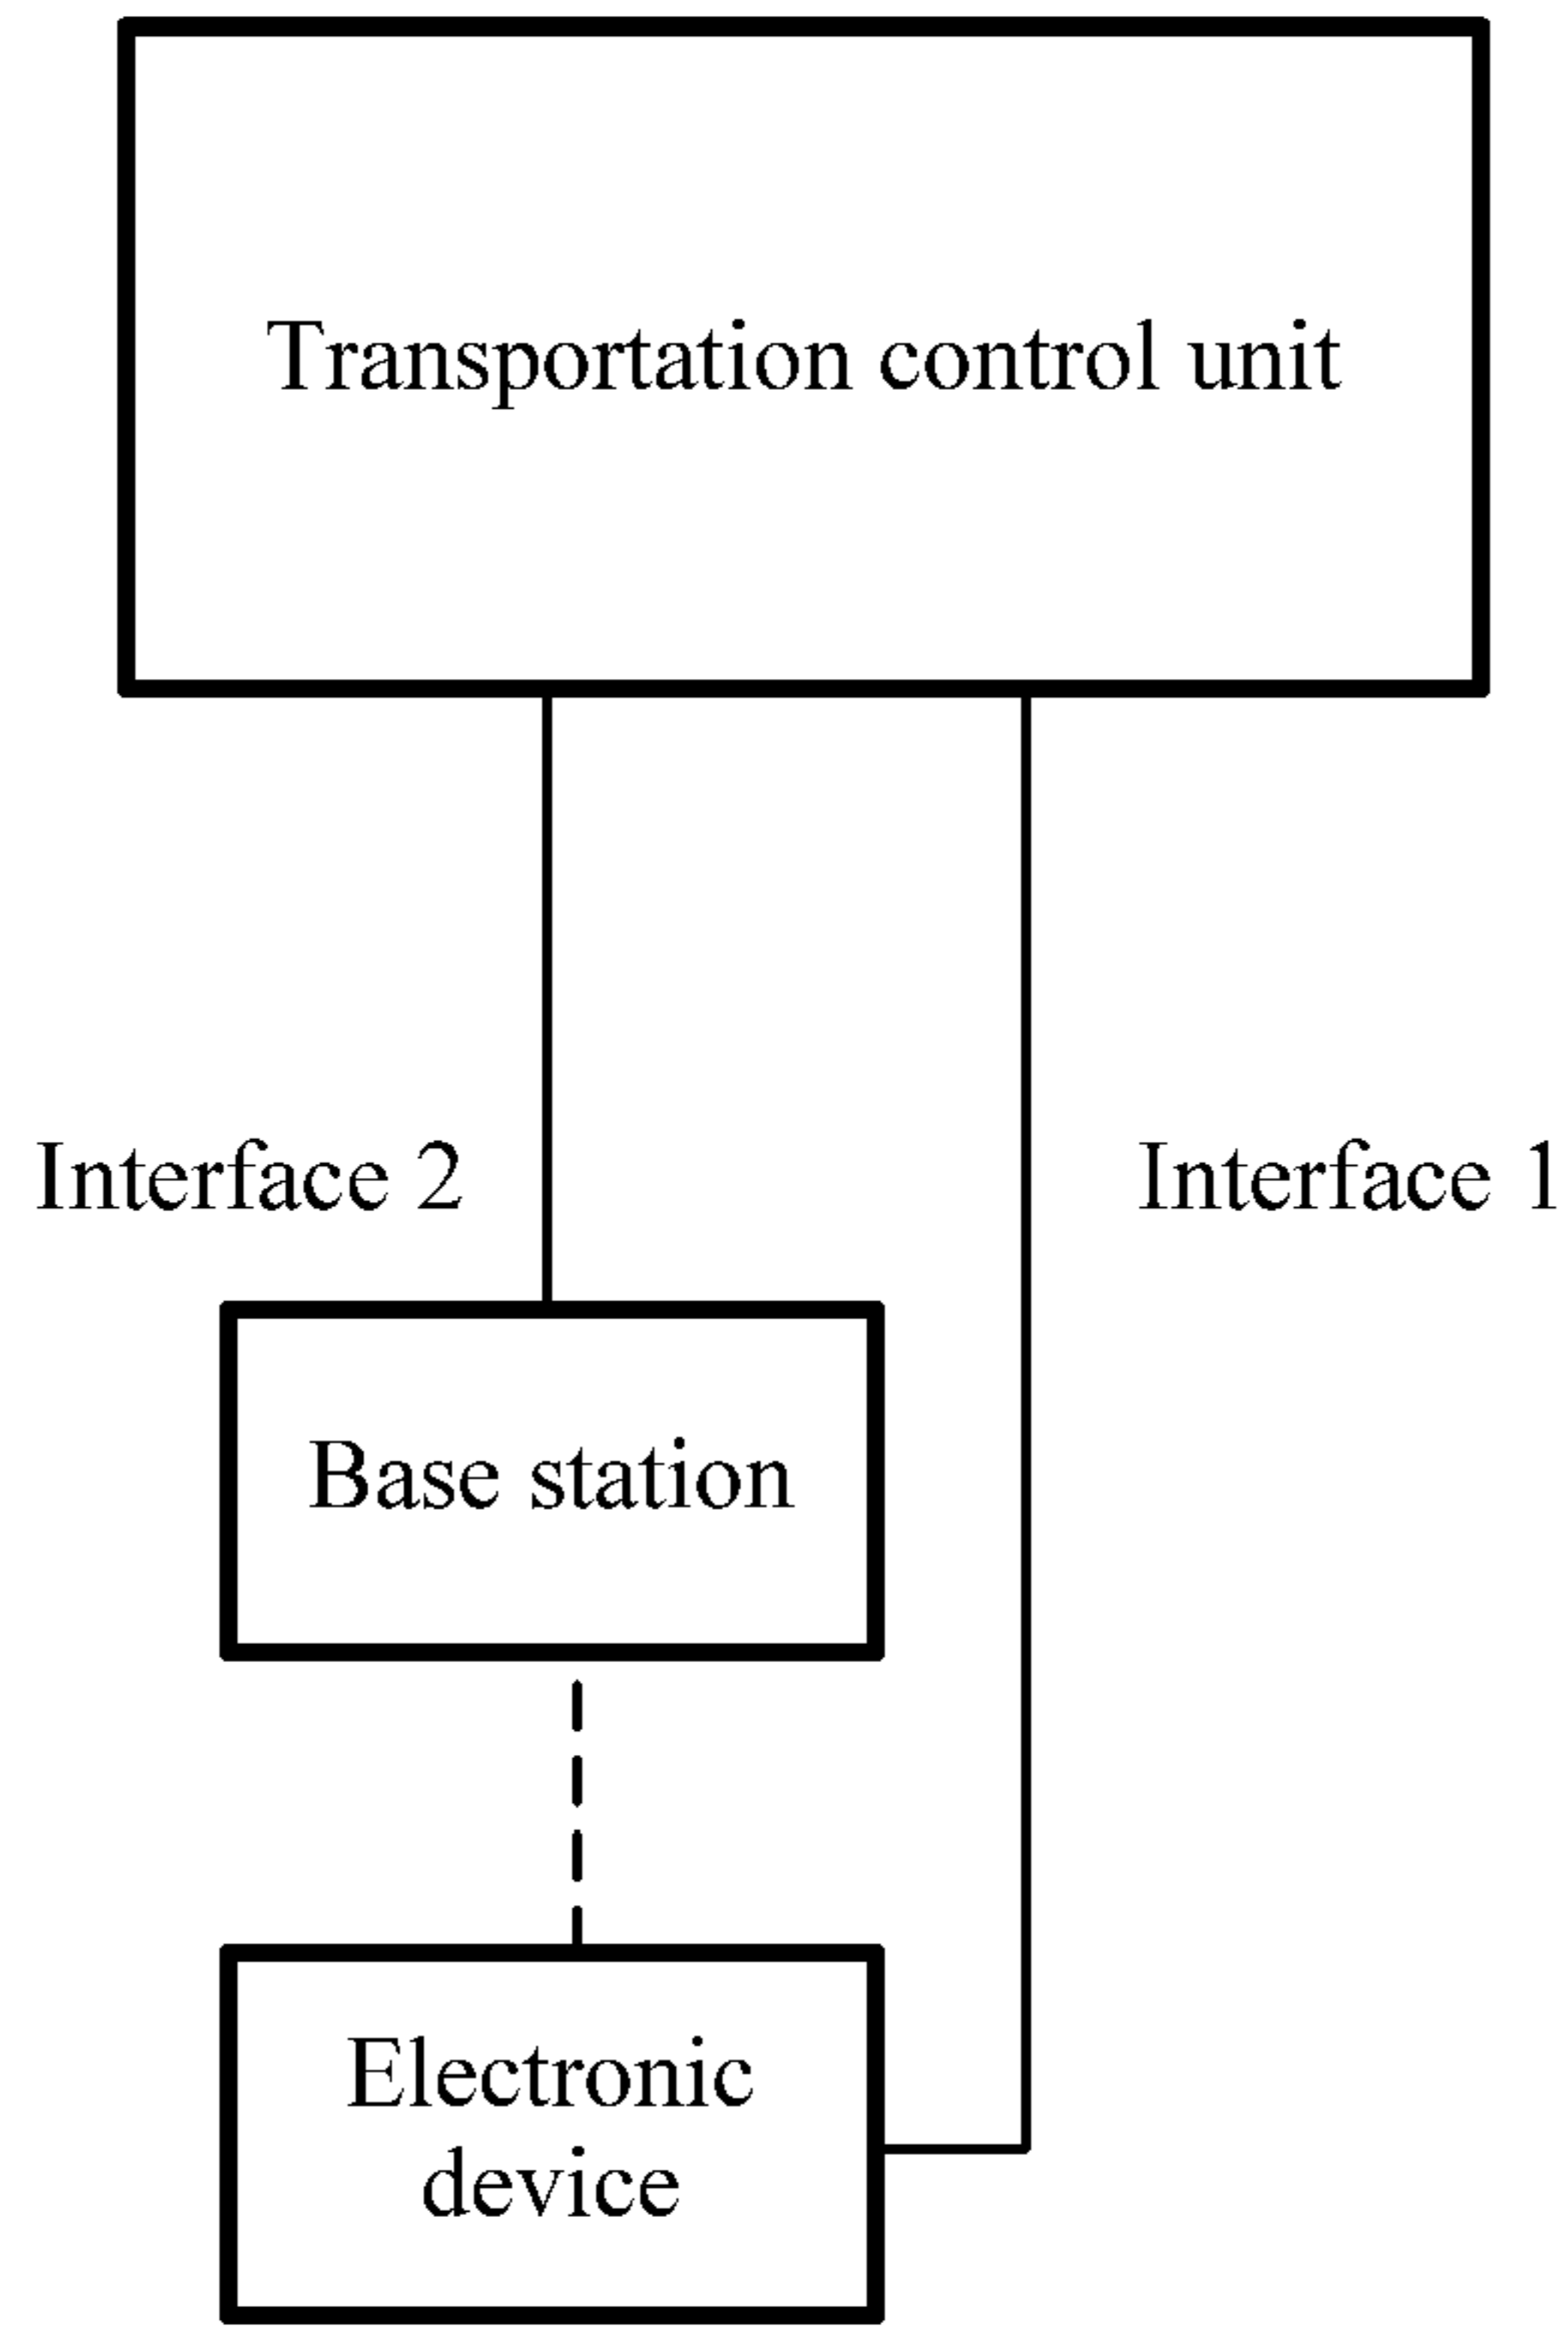 Transportation control unit
Interface 2
Interface 1
Base station
Electronic
device